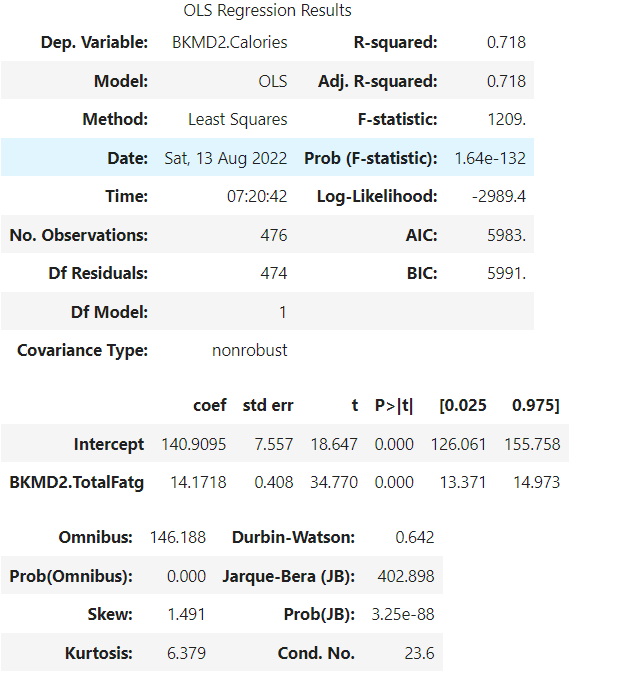 OLS Regression Results
Dep. Variable: BKMD2.Calories R-squared: 0.718
Model: OLS Adj. R-squared: 0.718
Method: Least Squares F-statistic: 1209.
Date: Sat, 13 Aug 2022 Prob (F-statistic): 1.64e-132
Time: 07:20:42 Log-Likelihood: -2989.4
No. Observations: 476 AIC: 5983.
Df Residuals: 474 BIC: 5991.
Df Model: 1
Covariance Type: nonrobust
coef std err t P>|t| [0.025 0.975]
Intercept 140.9095 7.557 18.647 0.000 126.061 155.758
BKMD2.TotalFatg 14.1718 0.408 34.770 0.000 13.371 14.973
Omnibus: 146.188 Durbin-Watson: 0.642
Prob(Omnibus): 0.000 Jarque-Bera (JB): 402.898
Skew: 1.491 Prob(JB): 3.25e-88
Kurtosis: 6.379 Cond. No. 23.6